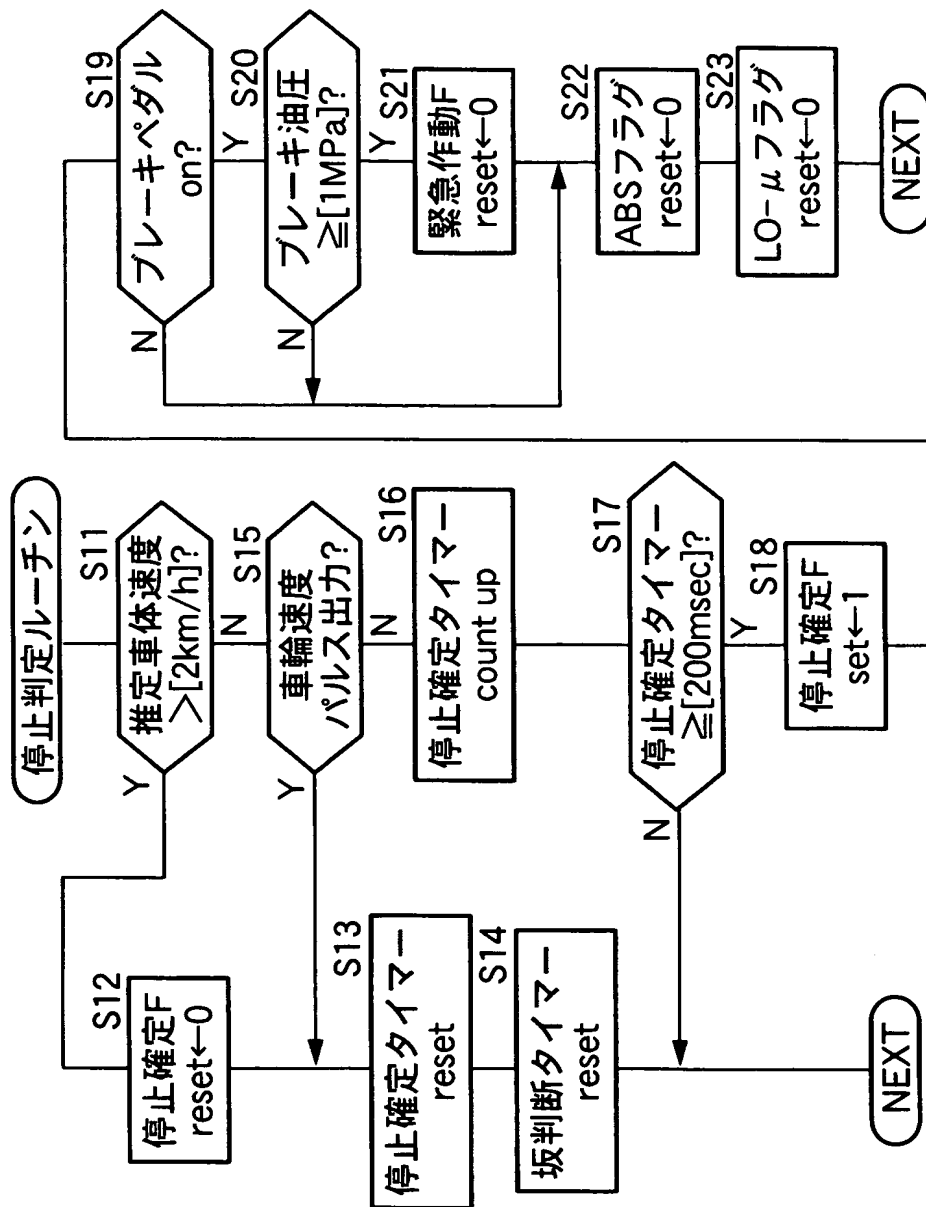 停止判定ルーチン
S11
推定車体速度
>[2km/h]?
Y
N
S12
停止確定F
reset←0
S15
車輪速度
パルス出力?
Y
N
S13
停止確定タイマー
reset
S14
坂判断タイマー
reset
S16
停止確定タイマー
count up
S17
停止確定タイマー
≧[200msec]?
N
Y
S18
停止確定F
set←1
NEXT
S19
ブレーキペダル
on?
N
Y
S20
ブレーキ油圧
≧[1MPa]?
N
Y
S21
緊急作動F
reset←0
S22
ABSフラグ
reset←0
S23
LO-μフラグ
reset←0
NEXT